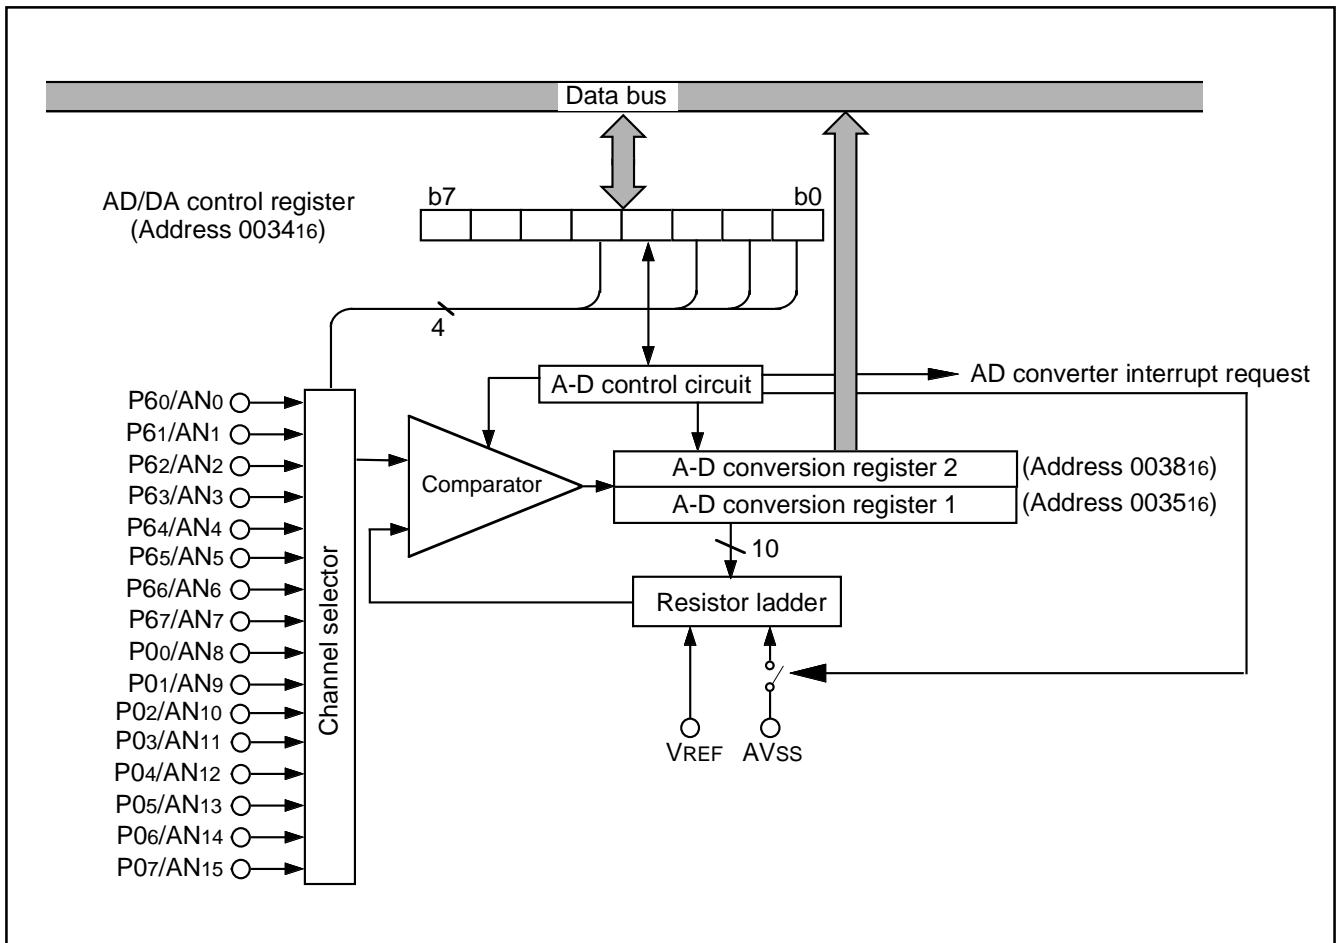 Data bus
AD/DA control register
(Address 003416)
b7
b0
4
A-D control circuit
AD converter interrupt request
P60/AN0
P61/AN1
P62/AN2
P63/AN3
P64/AN4
P65/AN5
P66/AN6
P67/AN7
P00/AN8
P01/AN9
P02/AN10
P03/AN11
P04/AN12
P05/AN13
P06/AN14
P07/AN15
Channel selector
Comparator
A-D conversion register 2
(Address 003816)
A-D conversion register 1
(Address 003516)
10
Resistor ladder
VREF
AVSS